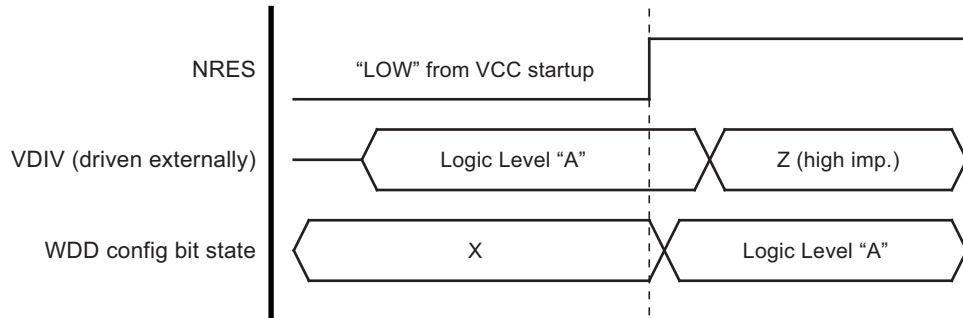 NRES
“LOW” from VCC startup
VDIV (driven externally)
Logic Level “A”
Z (high imp.)
WDD config bit state
X
Logic Level “A”